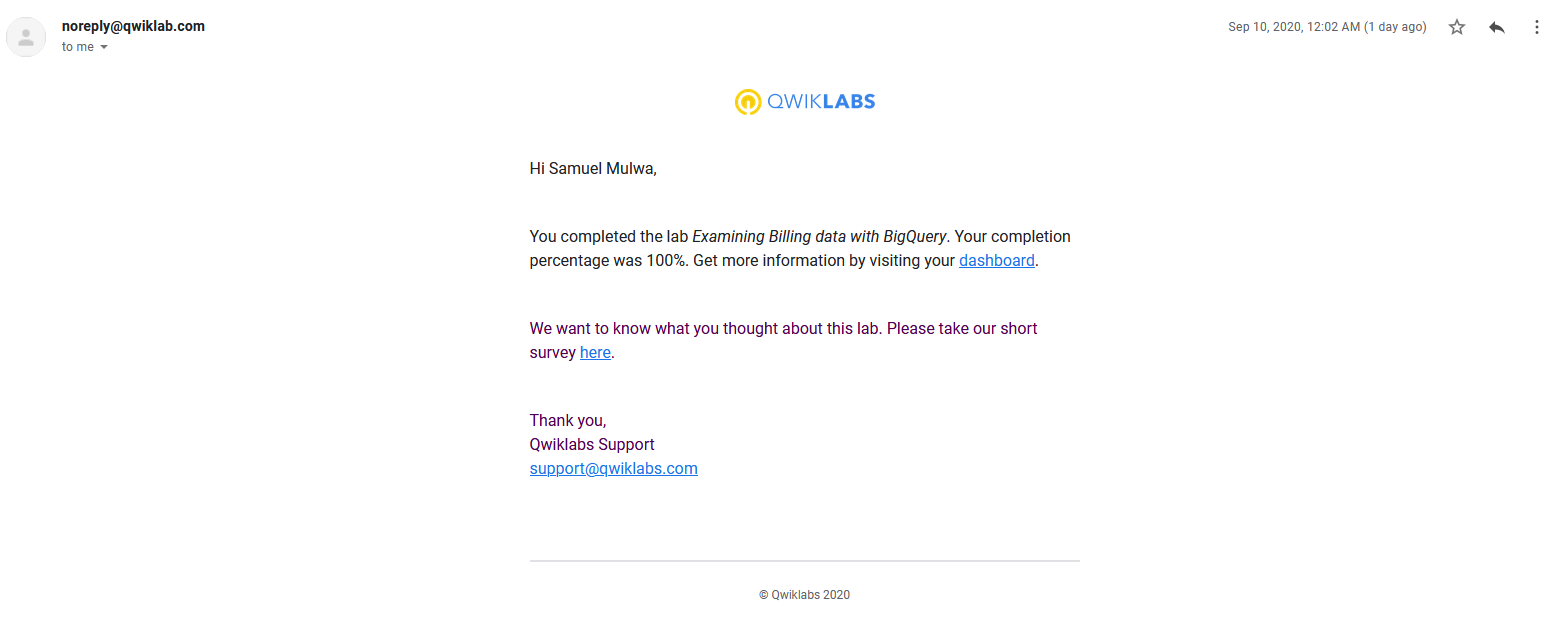 noreply@qwiklab.com
Sep 10, 2020, 12:02 AM (1 day ago)
to me
QWIKLABS
Hi Samuel Mulwa,
You completed the lab Examining Billing data with BigQuery. Your completion
percentage was 100%. Get more information by visiting your dashboard.
We want to know what you thought about this lab. Please take our short
survey here.
Thank you,
Qwiklabs Support
support@qwiklabs.com
© Qwiklabs 2020